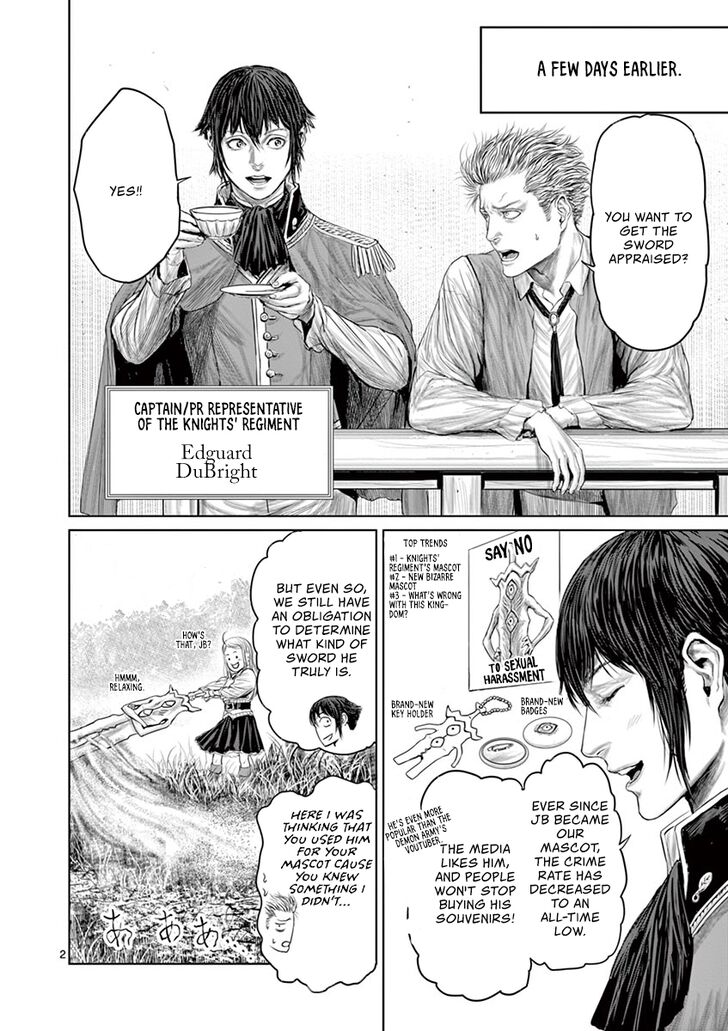 A FEW DAYS EARLIER.
YOU WANT TO
GET THE
SWORD
APPRAISED?
YES!!
CAPTAIN/PR REPRESENTATIVE
OF THE KNIGHTS' REGIMENT
Edguard
DuBright
TOP TRENDS
#1 - KNIGHTS'
REGIMENT'S MASCOT
#2 - NEW BIZARRE
MASCOT
#3 - WHAT'S WRONG
WITH THIS KING-
DOM?
SAY NO
TO SEXUAL
HARASSMENT
BRAND-NEW
KEY HOLDER
BRAND-NEW
BADGES
EVER SINCE
JB BECAME
OUR
MASCOT,
THE CRIME
RATE HAS
DECREASED
TO AN
ALL-TIME
LOW.
THE MEDIA
LIKES HIM,
AND PEOPLE
WON'T STOP
BUYING HIS
SOUVENIRS!
HE'S EVEN MORE
POPULAR THAN THE
DEMON ARMY'S
YOUTUBER...
BUT EVEN SO,
WE STILL HAVE
AN OBLIGATION
TO DETERMINE
WHAT KIND OF
SWORD HE
TRULY IS.
HOW'S
THAT, JB?
HMMM,
RELAXING.
HERE I WAS
THINKING THAT
YOU USED HIM
FOR YOUR
MASCOT CAUSE
YOU KNEW
SOMETHING I
DIDN'T...
あぁあぁあぁ
2